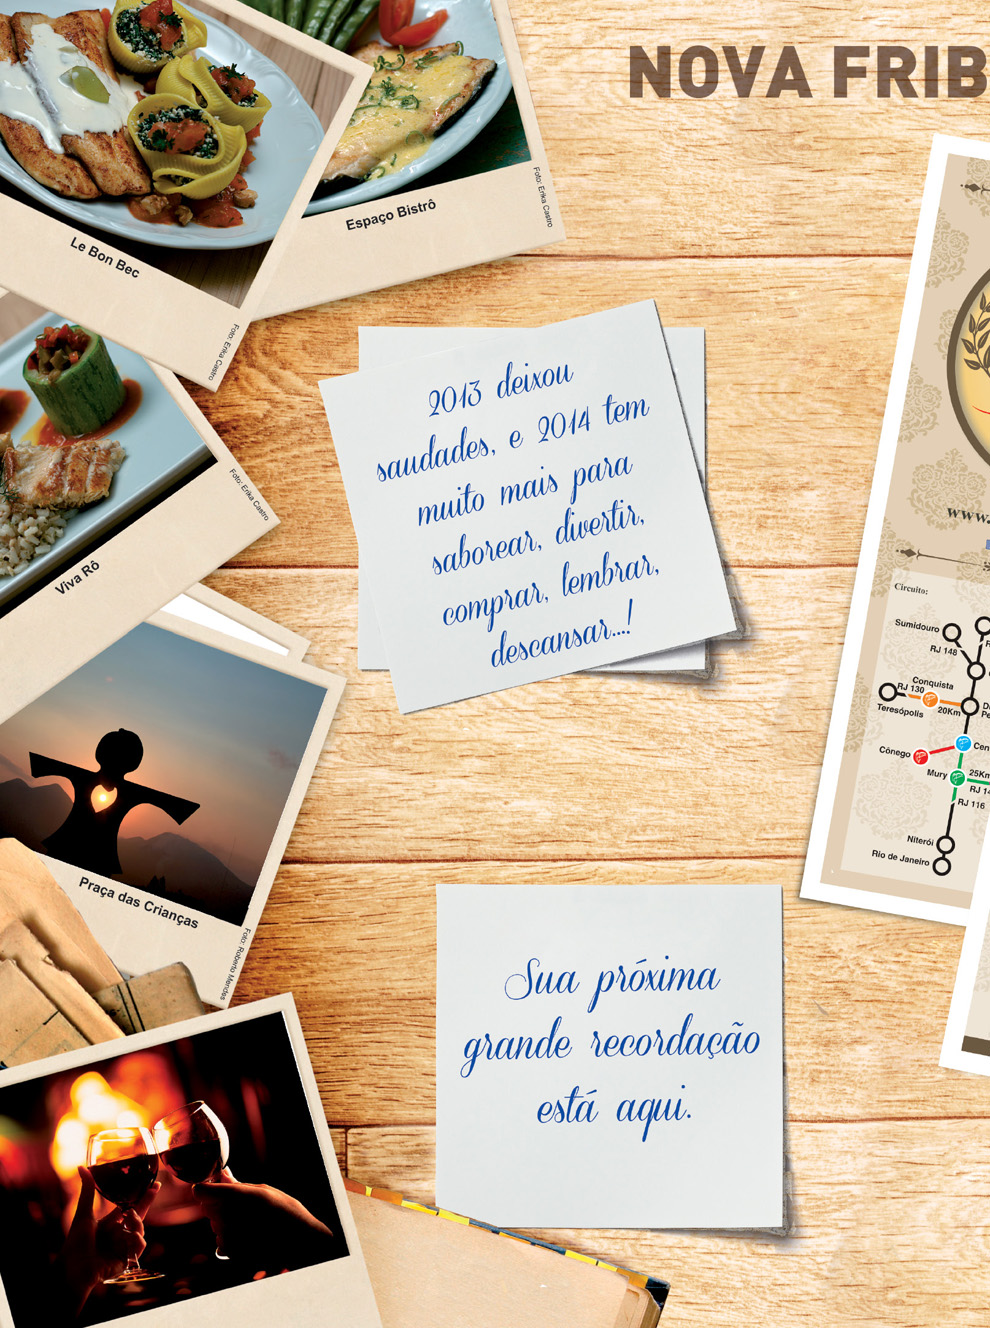 NOVA FRIB
Espaço Bistrô
Foto: Erika Castro
Le Bon Bec
Foto: Erika Castro
2013 deixou
saudades, e 2014 tem
muito mais para
saborear, divertir,
comprar, lembrar,
descansar...!
Foto: Erika Castro
Viva Rô
www.
Circuito:
Sumidouro
RJ 148
Conquista
RJ 130
20Km
Teresópolis
Cônego
Cen
Mury
25Km
RJ 14
RJ 116
Niterói
Rio de Janeiro
Praça das Crianças
Foto: Roberto Mendes
Sua próxima
grande recordação
está aqui.